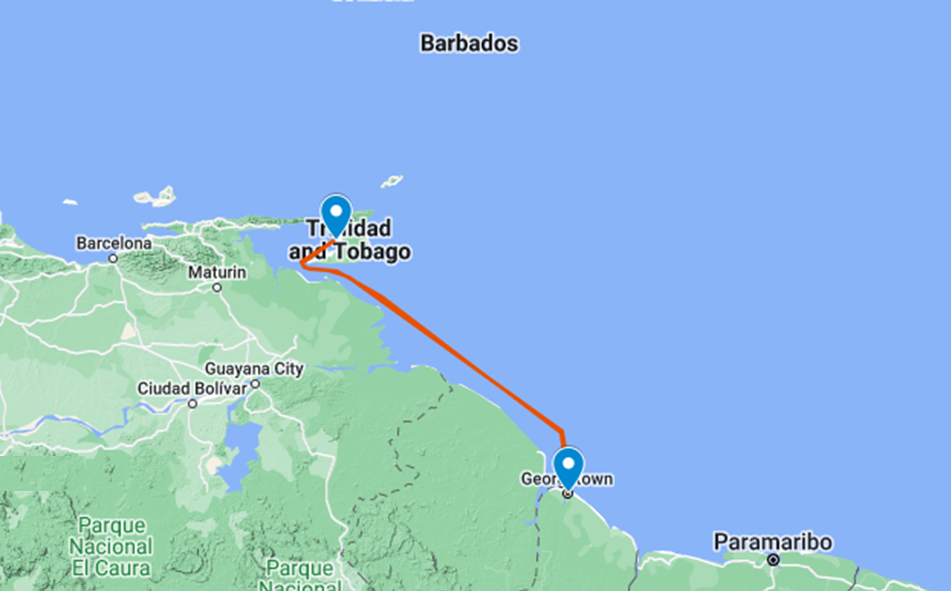 Barbados
Trinidad
and Tobago
Barcelona
Maturin
Guayana City
Ciudad Bolívar
Georgetown
Paramaribo
Parque
Nacional
El Caura
Parque
Nacional